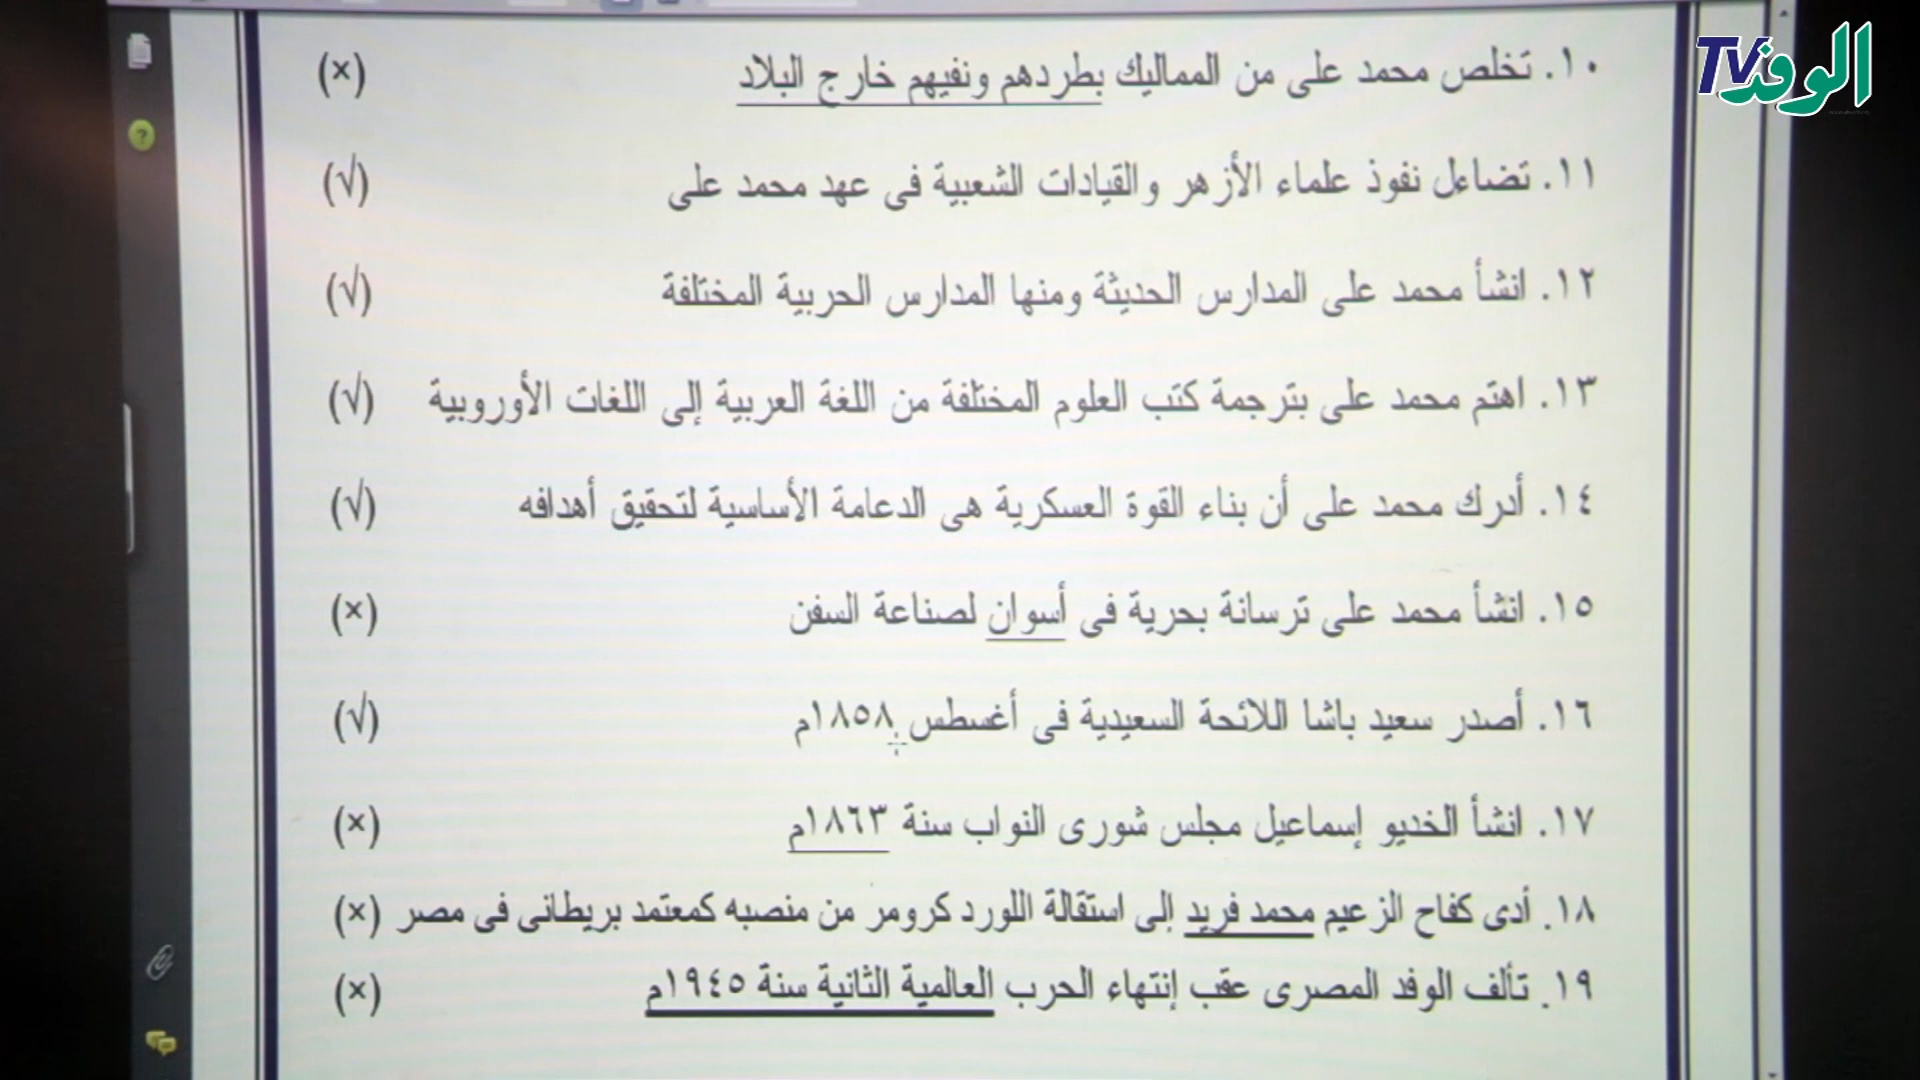 الوفد TV
١٠. تخلص محمد على من المماليك بطردهم ونفيهم خارج البلاد (×)
١١. تضاءل نفوذ علماء الأزهر والقيادات الشعبية فى عهد محمد على (√)
١٢. انشأ محمد على المدارس الحديثة ومنها المدارس الحربية المختلفة (√)
١٣. اهتم محمد على بترجمة كتب العلوم المختلفة من اللغة العربية إلى اللغات الأوروبية (√)
١٤. أدرك محمد على أن بناء القوة العسكرية هى الدعامة الأساسية لتحقيق أهدافه (√)
١٥. انشأ محمد على ترسانة بحرية فى أسوان لصناعة السفن (×)
١٦. أصدر سعيد باشا اللائحة السعيدية فى أغسطس ١٨٥٨م (√)
١٧. انشأ الخديو إسماعيل مجلس شورى النواب سنة ١٨٦٣م (×)
١٨. أدى كفاح الزعيم محمد فريد إلى استقالة اللورد كرومر من منصبه كمعتمد بريطانى فى مصر (×)
١٩. تألف الوفد المصرى عقب إنتهاء الحرب العالمية الثانية سنة ١٩٤٥م (×)